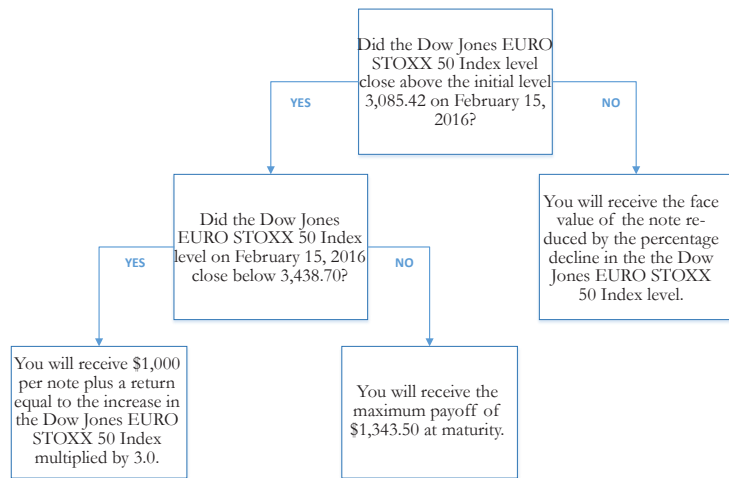 Did the Dow Jones EURO
STOXX 50 Index level
close above the initial level
3,085.42 on February 15,
2016?
YES
NO
Did the Dow Jones
EURO STOXX 50 Index
level on February 15, 2016
close below 3,438.70?
You will receive the face
value of the note re-
duced by the percentage
decline in the the Dow
Jones EURO STOXX
50 Index level.
YES
NO
You will receive $1,000
per note plus a return
equal to the increase in
the Dow Jones EURO
STOXX 50 Index
multiplied by 3.0.
You will receive the
maximum payoff of
$1,343.50 at maturity.